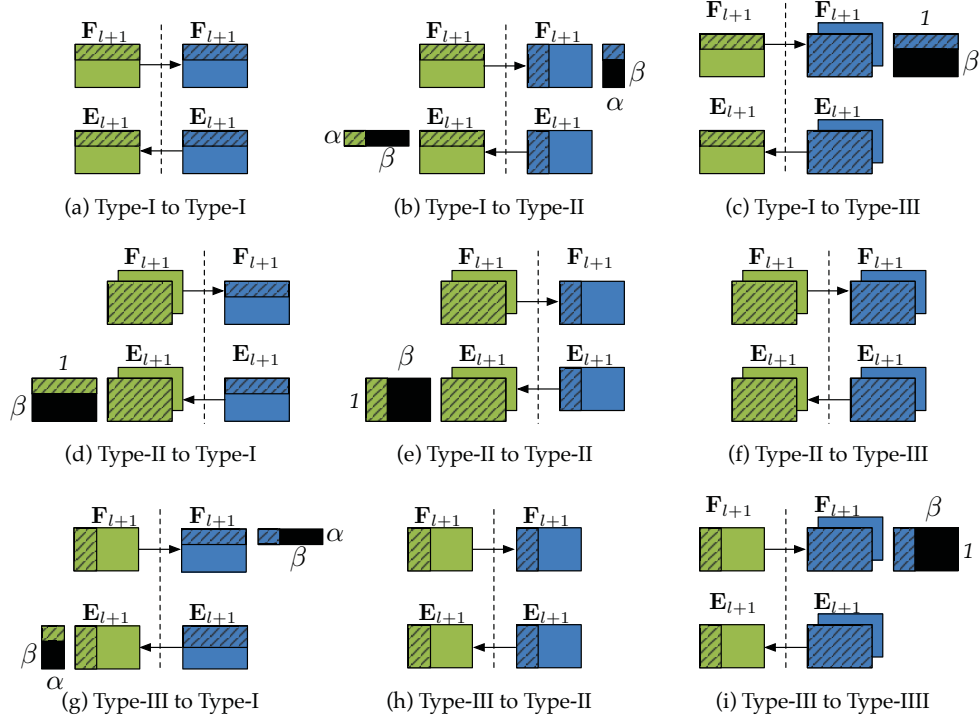 F_{l+1} F_{l+1}
E_{l+1} E_{l+1}
(a) Type-I to Type-I
F_{l+1} F_{l+1}
β
α
E_{l+1} E_{l+1}
α
β
(b) Type-I to Type-II
F_{l+1} F_{l+1} 1
β
E_{l+1} E_{l+1}
(c) Type-I to Type-III
F_{l+1} F_{l+1}
1 E_{l+1} E_{l+1}
β
(d) Type-II to Type-I
F_{l+1} F_{l+1}
β E_{l+1} E_{l+1}
1
(e) Type-II to Type-II
F_{l+1} F_{l+1}
E_{l+1} E_{l+1}
(f) Type-II to Type-III
F_{l+1} F_{l+1}
α
β
E_{l+1} E_{l+1}
β
α
(g) Type-III to Type-I
F_{l+1} F_{l+1}
E_{l+1} E_{l+1}
(h) Type-III to Type-II
F_{l+1} F_{l+1} β
1
E_{l+1} E_{l+1}
(i) Type-III to Type-IIII